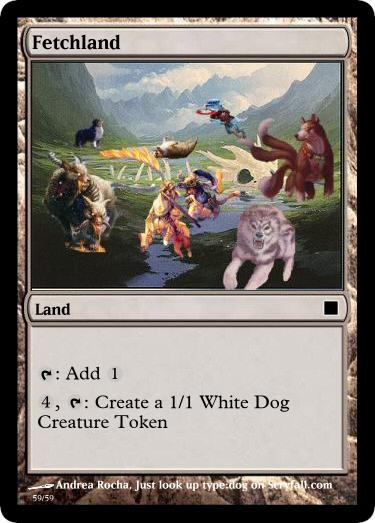 Fetchland
Land
: Add 1
4 , : Create a 1/1 White Dog
Creature Token
Andrea Rocha, Just look up type:dog on Scryfall.com
59/59